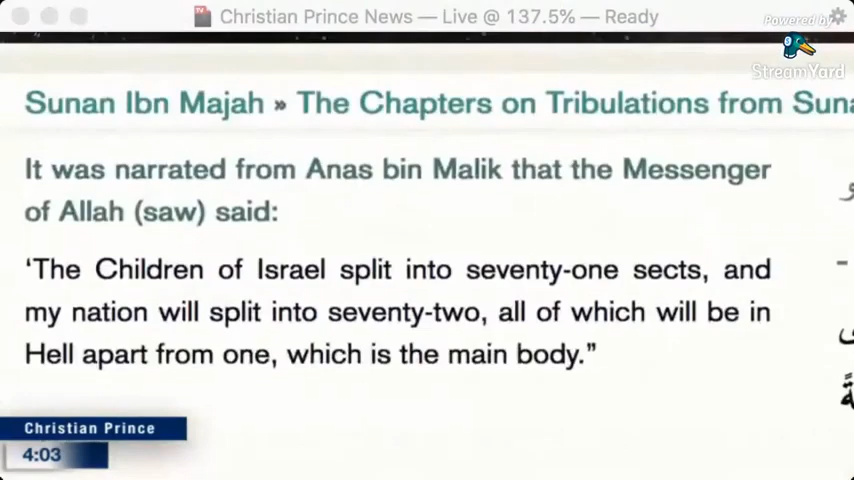 Christian Prince News — Live @ 137.5% — Ready
Powered by
StreamYard
Sunan Ibn Majah » The Chapters on Tribulations from Suna
It was narrated from Anas bin Malik that the Messenger
of Allah (saw) said:
‘The Children of Israel split into seventy-one sects, and
my nation will split into seventy-two, all of which will be in
Hell apart from one, which is the main body.”
Christian Prince
4:03